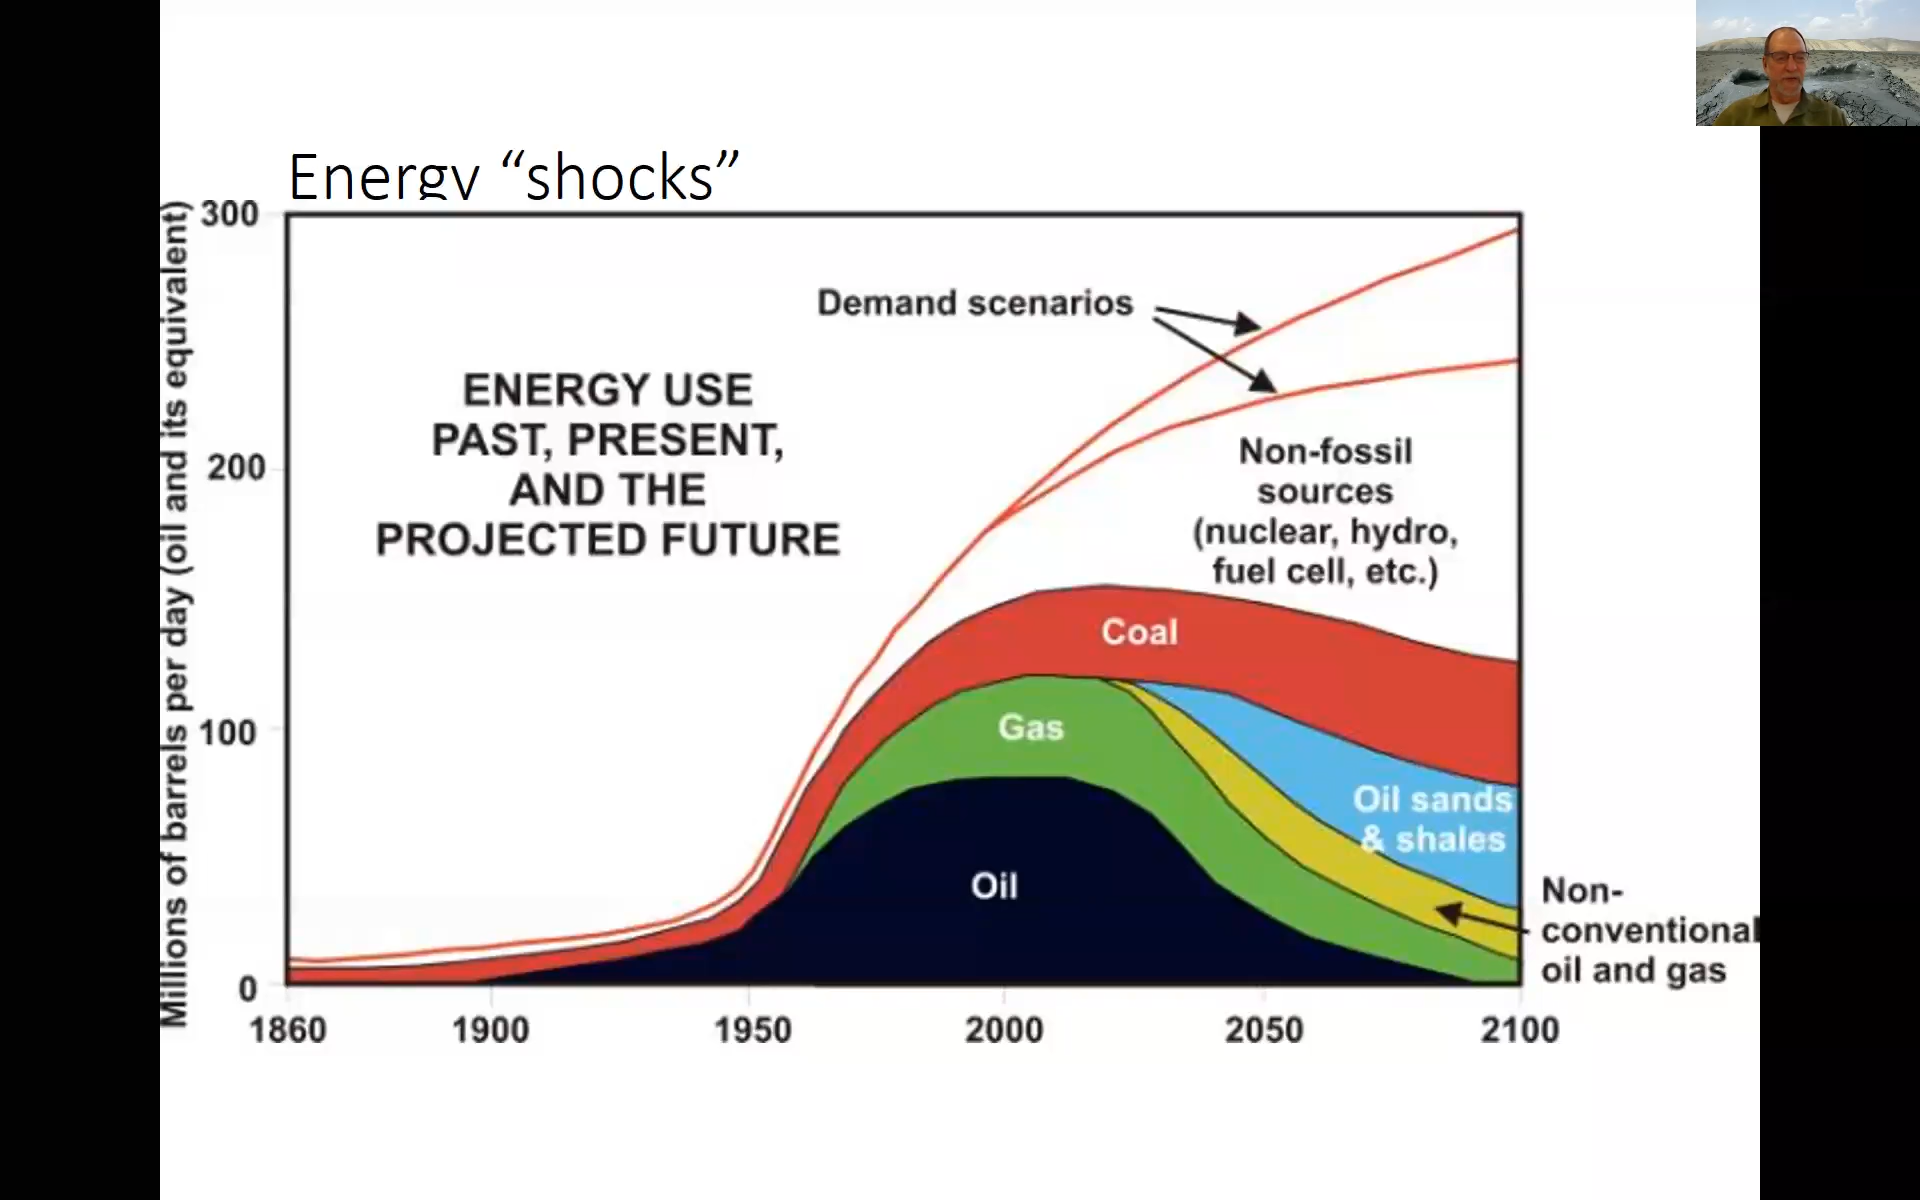 Energy “shocks”
Millions of barrels per day (oil and its equivalent)
300
200
100
0
ENERGY USE
PAST, PRESENT,
AND THE
PROJECTED FUTURE
Demand scenarios
Non-fossil
sources
(nuclear, hydro,
fuel cell, etc.)
Coal
Gas
Oil
Oil sands
& shales
Non-
conventional
oil and gas
1860
1900
1950
2000
2050
2100